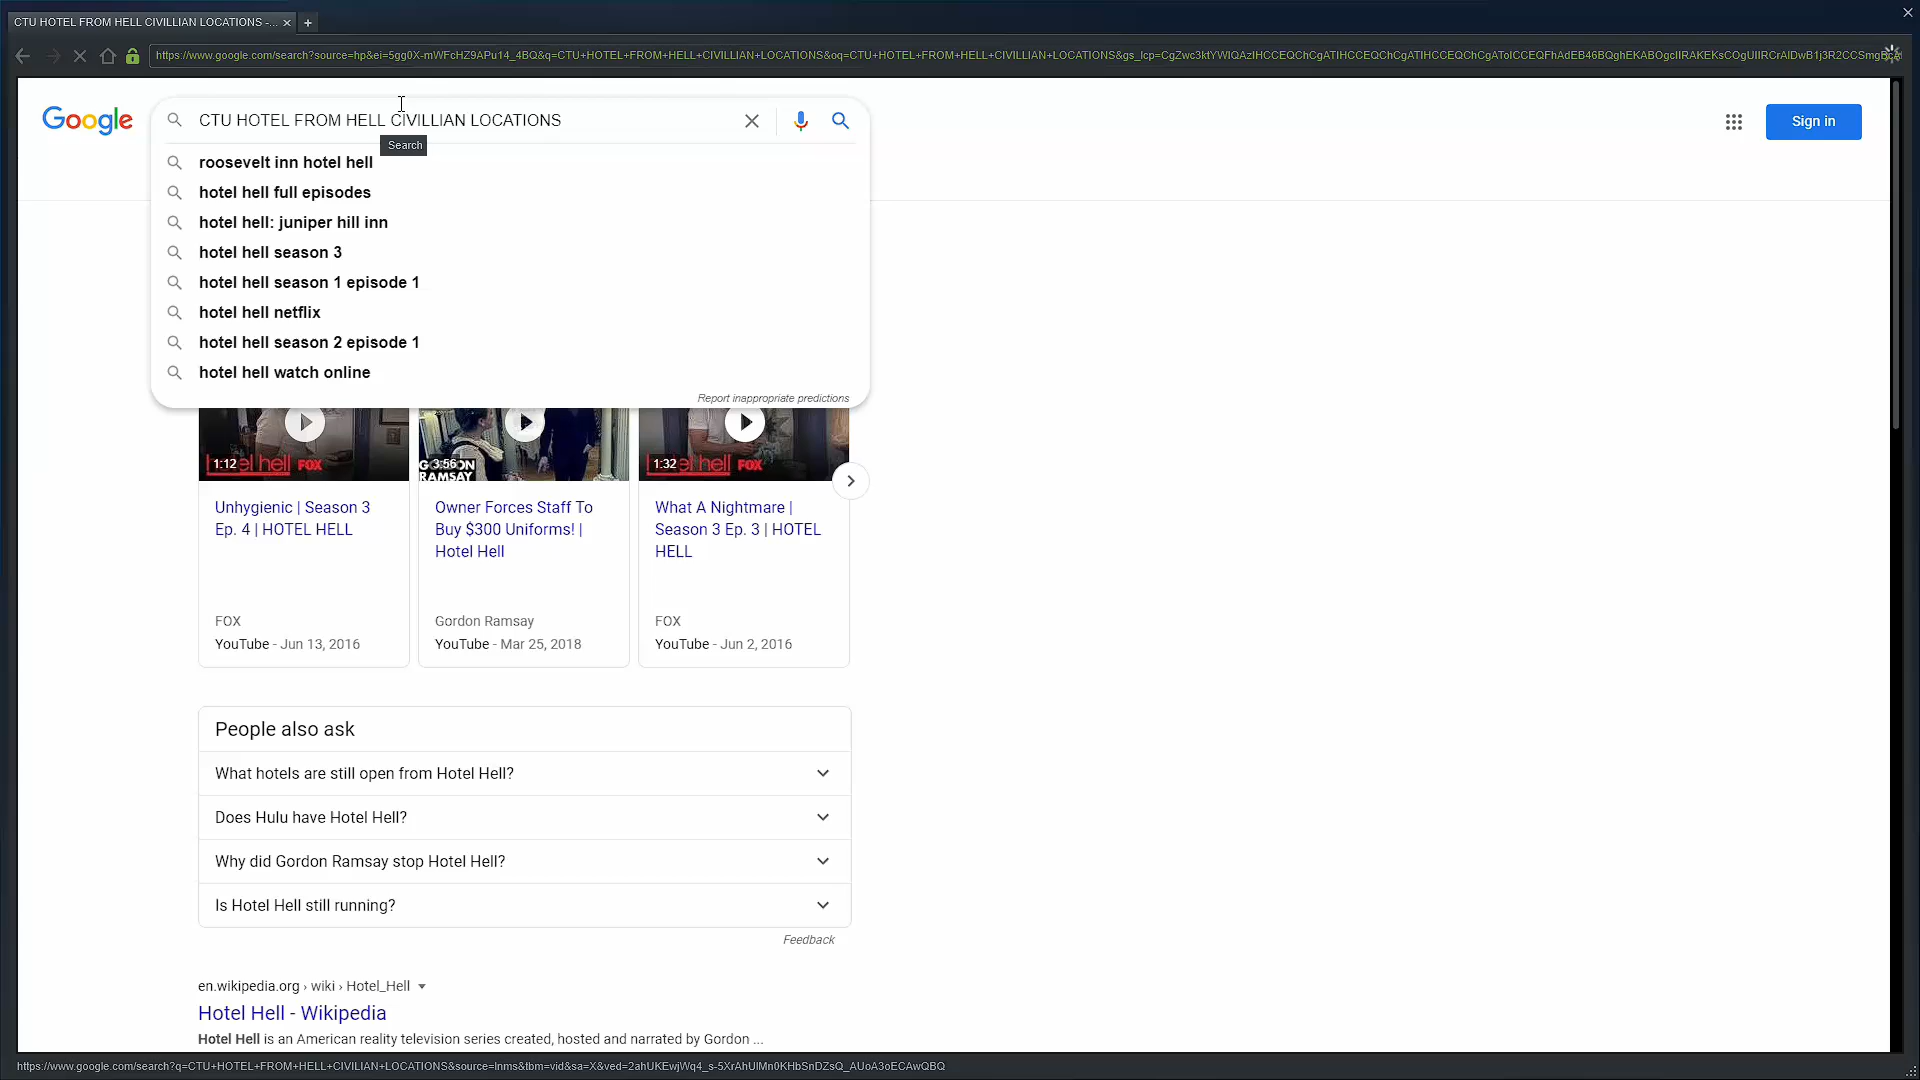 CTU HOTEL FROM HELL CIVILLIAN LOCATIONS -...
Google
CTU HOTEL FROM HELL CIVILLIAN LOCATIONS
Sign in
Search
roosevelt inn hotel hell
hotel hell full episodes
hotel hell: juniper hill inn
hotel hell season 3
hotel hell season 1 episode 1
hotel hell netflix
hotel hell season 2 episode 1
hotel hell watch online
Report inappropriate predictions
1:12
FOX
3:56
RAMSAY
1:32
FOX
Unhygienic | Season 3
Ep. 4 | HOTEL HELL
FOX
YouTube - Jun 13, 2016
Owner Forces Staff To
Buy $300 Uniforms! |
Hotel Hell
Gordon Ramsay
YouTube - Mar 25, 2018
What A Nightmare |
Season 3 Ep. 3 | HOTEL
HELL
FOX
YouTube - Jun 2, 2016
People also ask
What hotels are still open from Hotel Hell?
Does Hulu have Hotel Hell?
Why did Gordon Ramsay stop Hotel Hell?
Is Hotel Hell still running?
Feedback
en.wikipedia.org › wiki › Hotel_Hell
Hotel Hell - Wikipedia
Hotel Hell is an American reality television series created, hosted and narrated by Gordon ...